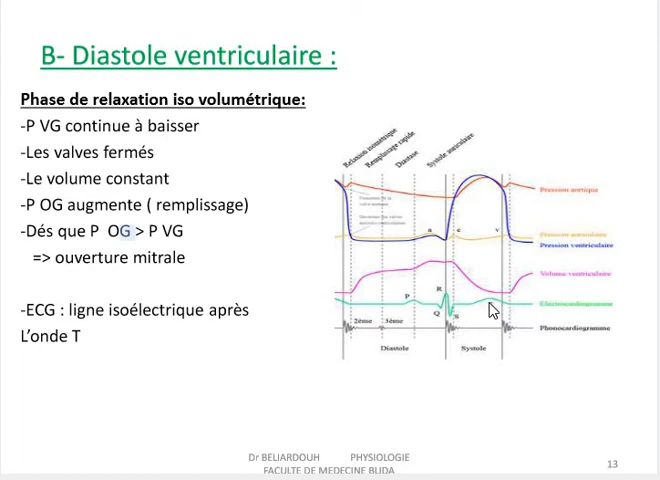 B- Diastole ventriculaire :
Phase de relaxation iso volumétrique:
-P VG continue à baisser
-Les valves fermés
-Le volume constant
-P OG augmente ( remplissage)
-Dés que P OG > P VG
=> ouverture mitrale
-ECG : ligne isoélectrique après
L'onde T
Relaxation isométrique
Remplissage rapide
Diastase
Systole auriculaire
Pression aortique
a
c
v
Pression auriculaire
Pression ventriculaire
Volume ventriculaire
P
R
Q
S
Electrocardiogramme
2ème
3ème
Phonocardiogramme
Diastole
Systole
Dr BELIARDOUH PHYSIOLOGIE
FACULTE DE MEDECINE BLIDA
13